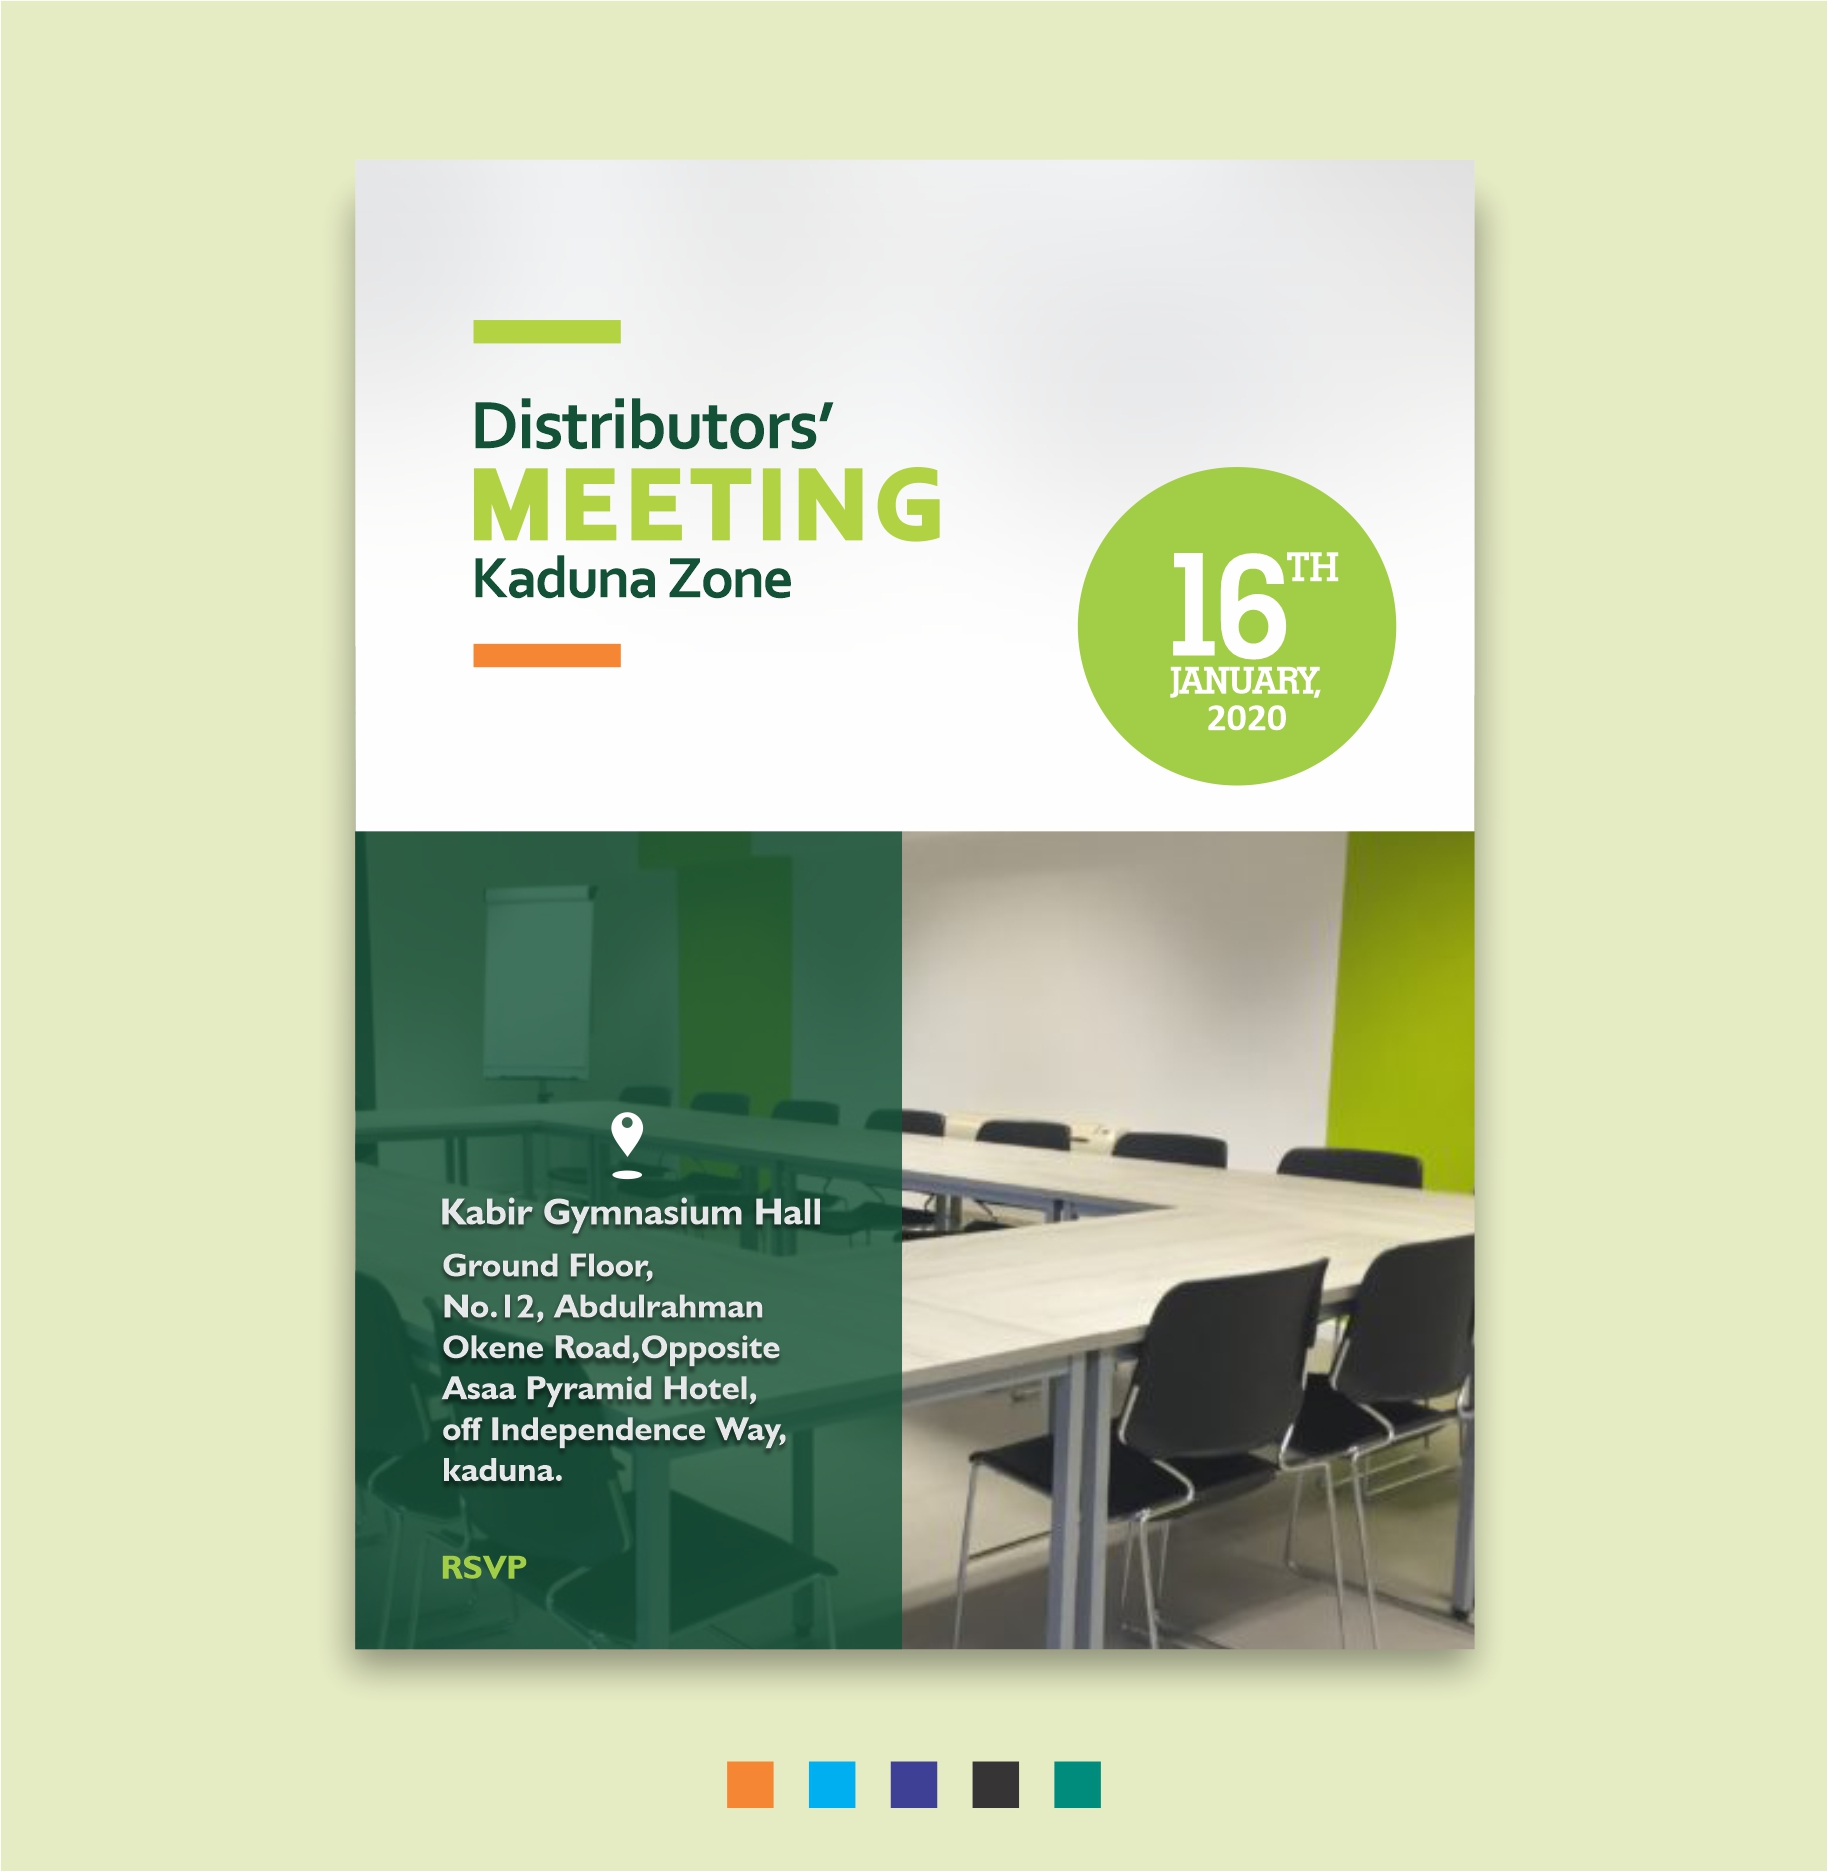 Distributors’
MEETING
Kaduna Zone
16TH
JANUARY,
2020
Kabir Gymnasium Hall
Ground Floor,
No.12, Abdulrahman
Okene Road,Opposite
Asaa Pyramid Hotel,
off Independence Way,
kaduna.
RSVP